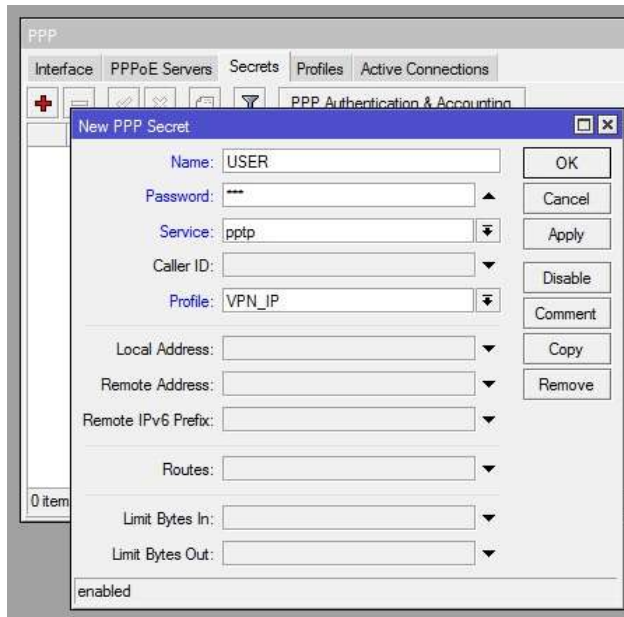 PPP
Interface PPPoE Servers Secrets Profiles Active Connections
PPP Authentication & Accounting
New PPP Secret
Name: USER
OK
Password: ***
Cancel
Service: pptp
Apply
Caller ID:
Disable
Profile: VPN_IP
Comment
Local Address:
Copy
Remote Address:
Remove
Remote IPv6 Prefix:
Routes:
0 item
Limit Bytes In:
Limit Bytes Out:
enabled